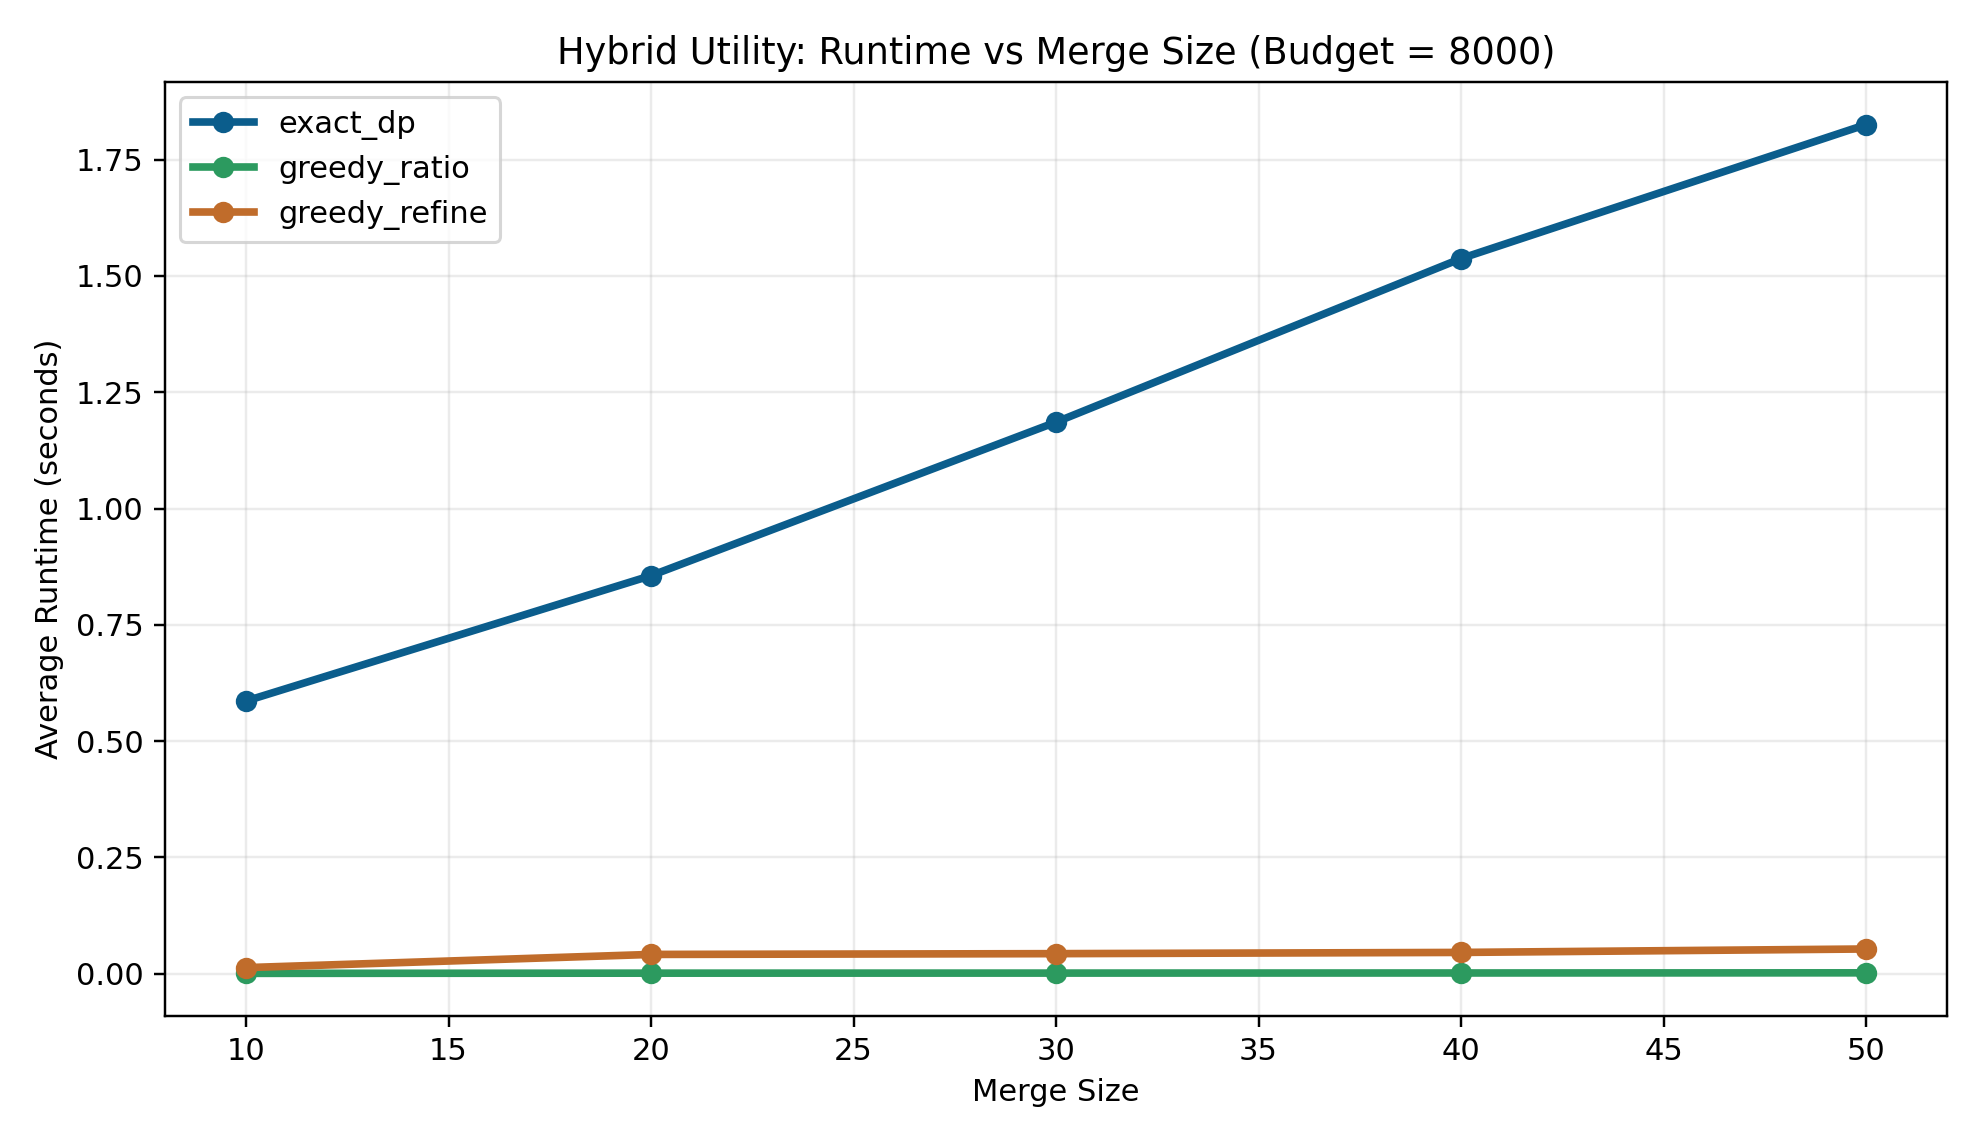 Hybrid Utility: Runtime vs Merge Size (Budget = 8000)
exact_dp
greedy_ratio
greedy_refine
Average Runtime (seconds)
1.75
1.50
1.25
1.00
0.75
0.50
0.25
0.00
10 15 20 25 30 35 40 45 50
Merge Size